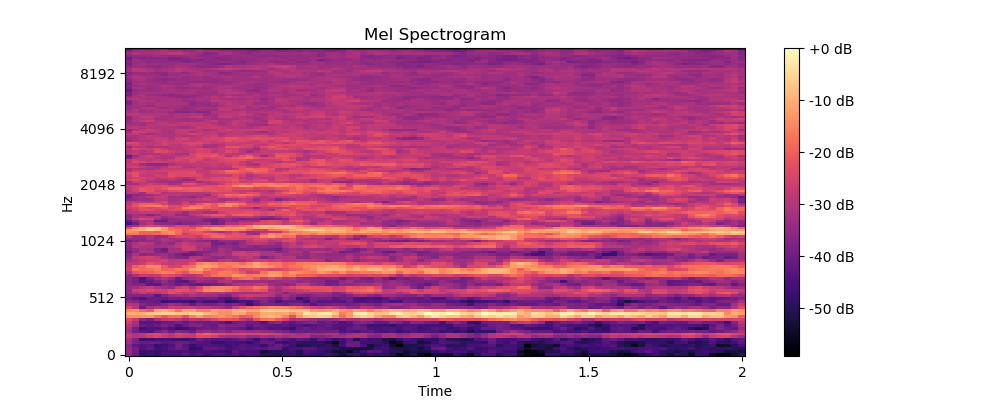 Mel Spectrogram
+0 dB
8192
-10 dB
4096
-20 dB
2048
Hz
-30 dB
1024
-40 dB
512
-50 dB
0
0 0.5 1 1.5 2
Time